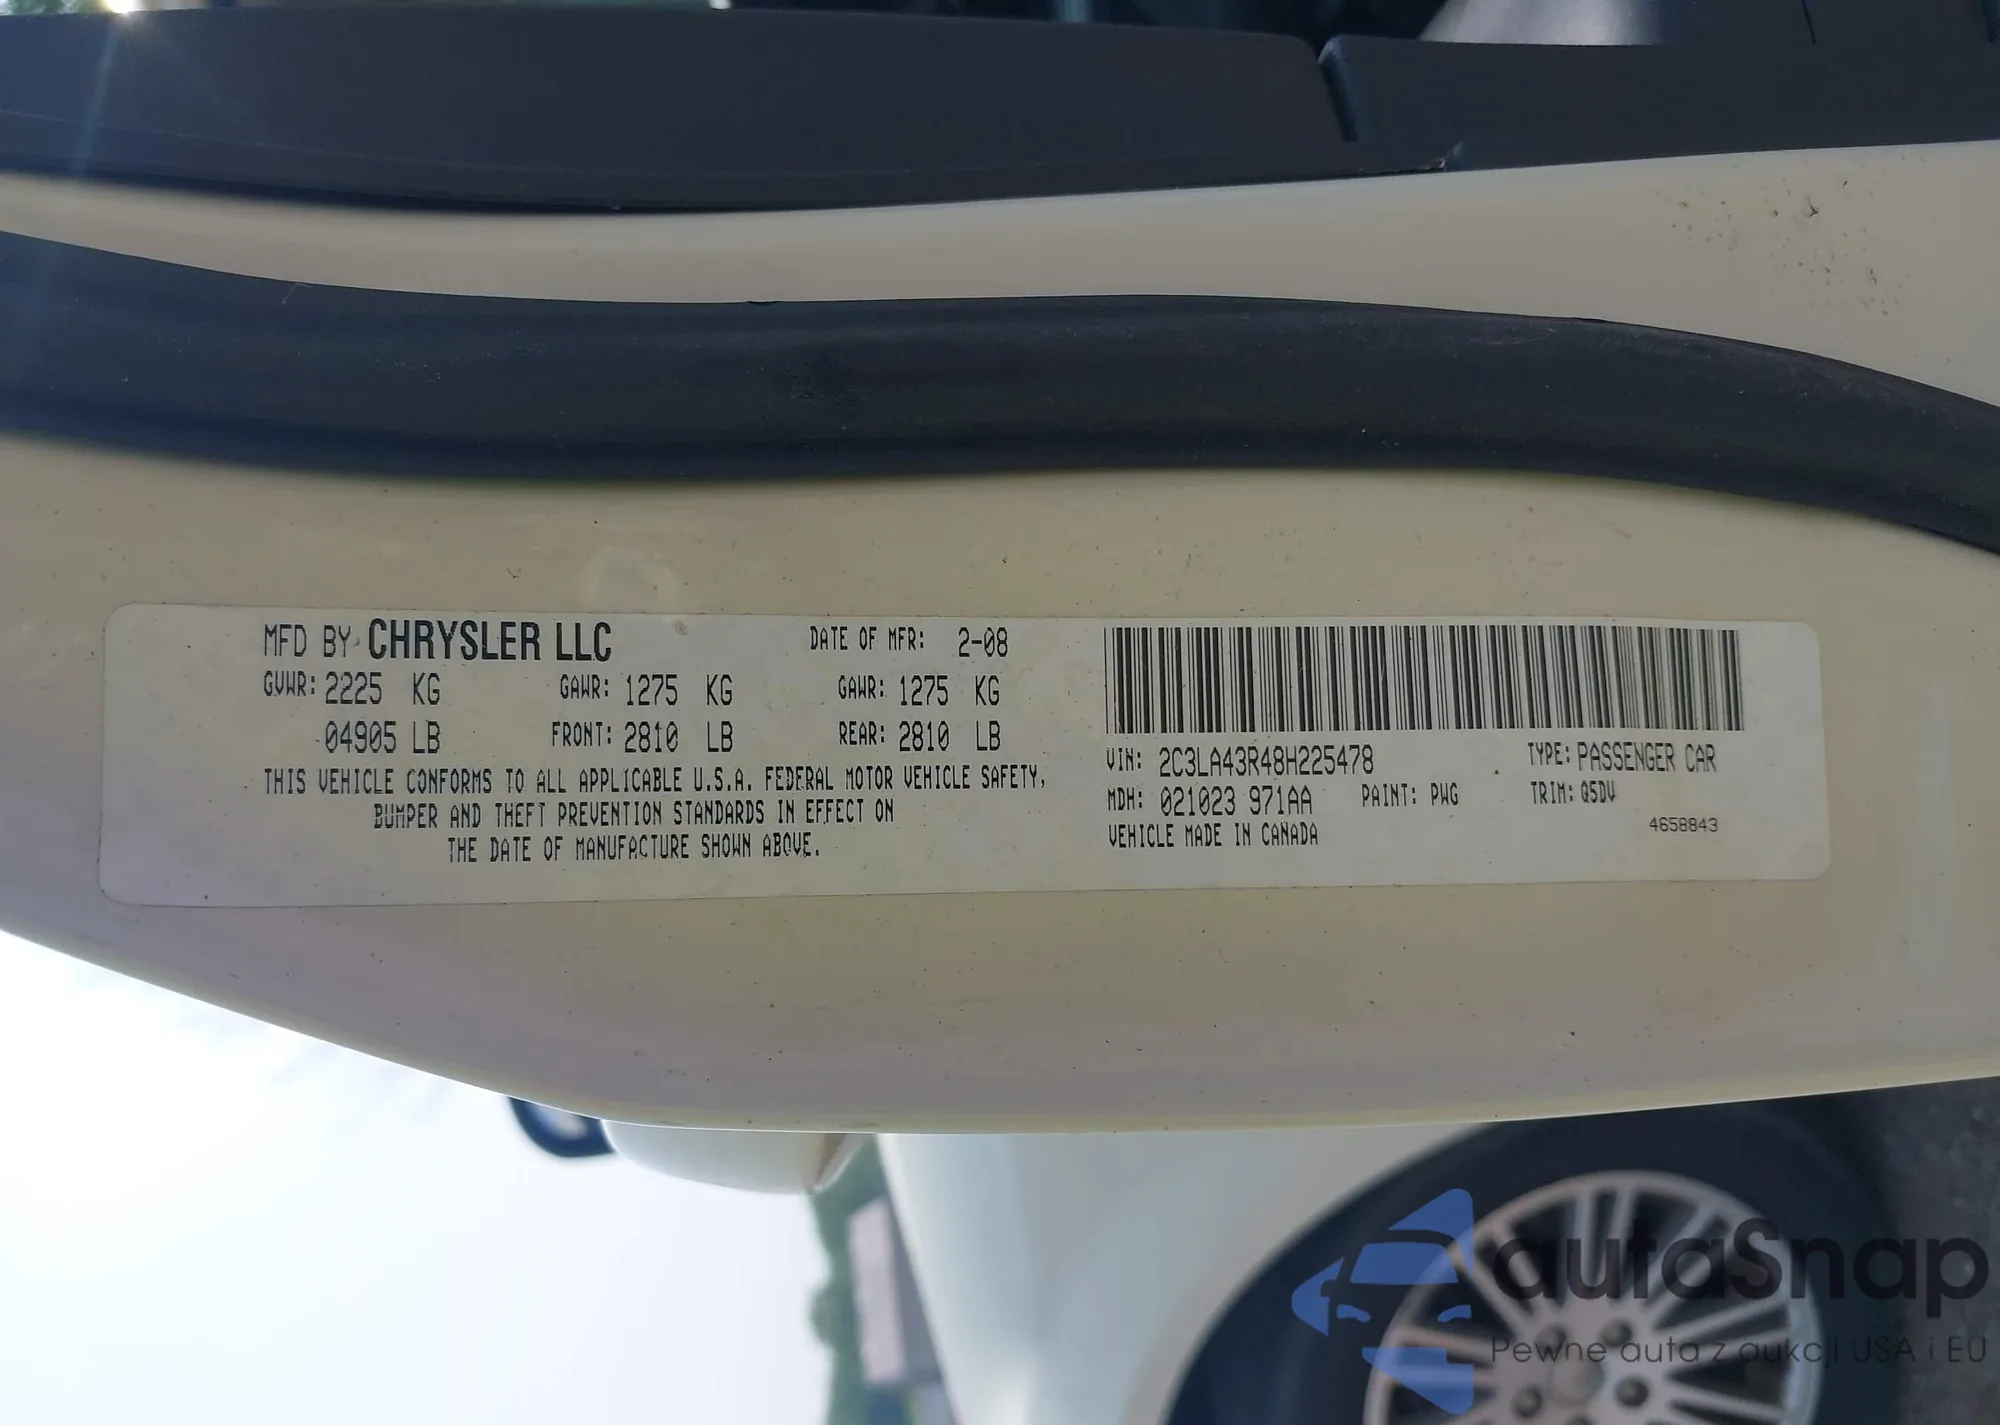 MFD BY CHRYSLER LLC DATE OF MFR: 2-08
GVWR: 2225 KG GAWR: 1275 KG GAWR: 1275 KG
04905 LB FRONT: 2810 LB REAR: 2810 LB
THIS VEHICLE CONFORMS TO ALL APPLICABLE U.S.A. FEDERAL MOTOR VEHICLE SAFETY,
BUMPER AND THEFT PREVENTION STANDARDS IN EFFECT ON
THE DATE OF MANUFACTURE SHOWN ABOVE.
VIN: 2C3LA43R48H225478 TYPE: PASSENGER CAR
MDH: 021023 971AA PAINT: PWG TRIM: Q5DV
VEHICLE MADE IN CANADA 4658843
autaSnap
Pewne auta z aukcji USA i EU